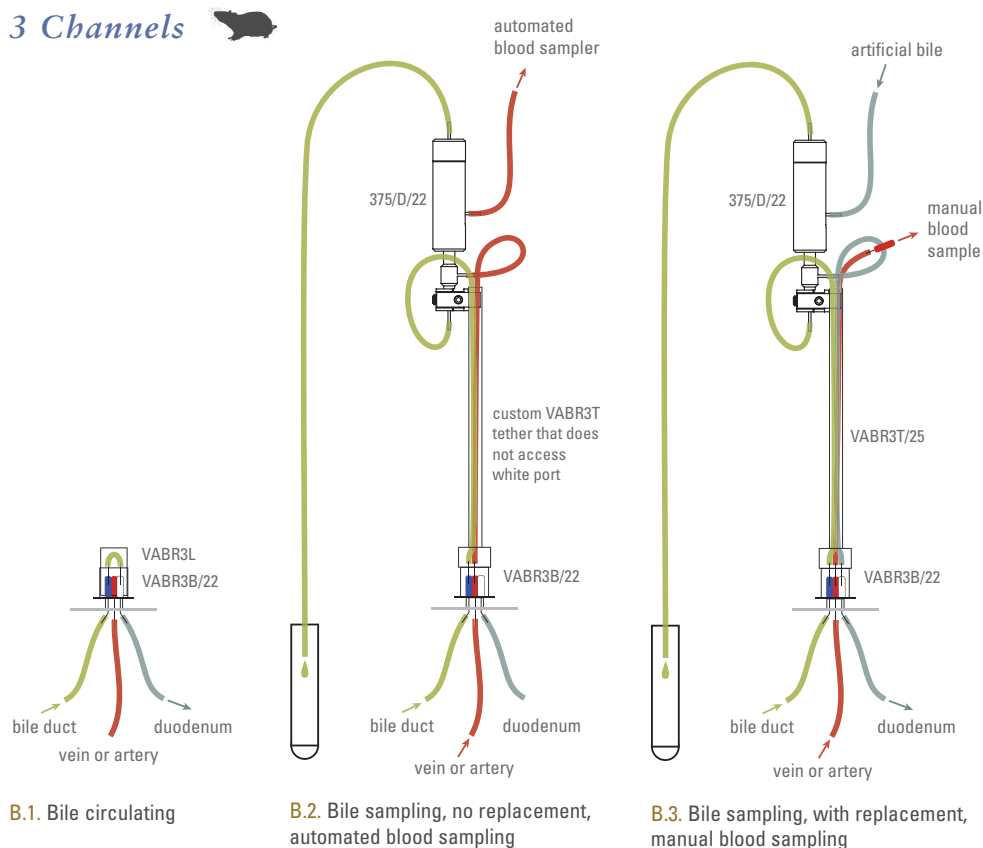 3 Channels
automated
blood sampler
375/D/22
custom VABR3T
tether that does
not access
white port
artificial bile
375/D/22
manual
blood
sample
VABR3T/25
VABR3L
VABR3B/22
bile duct
duodenum
vein or artery
B.1. Bile circulating
VABR3B/22
bile duct
duodenum
vein or artery
B.2. Bile sampling, no replacement,
automated blood sampling
VABR3B/22
bile duct
duodenum
vein or artery
B.3. Bile sampling, with replacement,
manual blood sampling